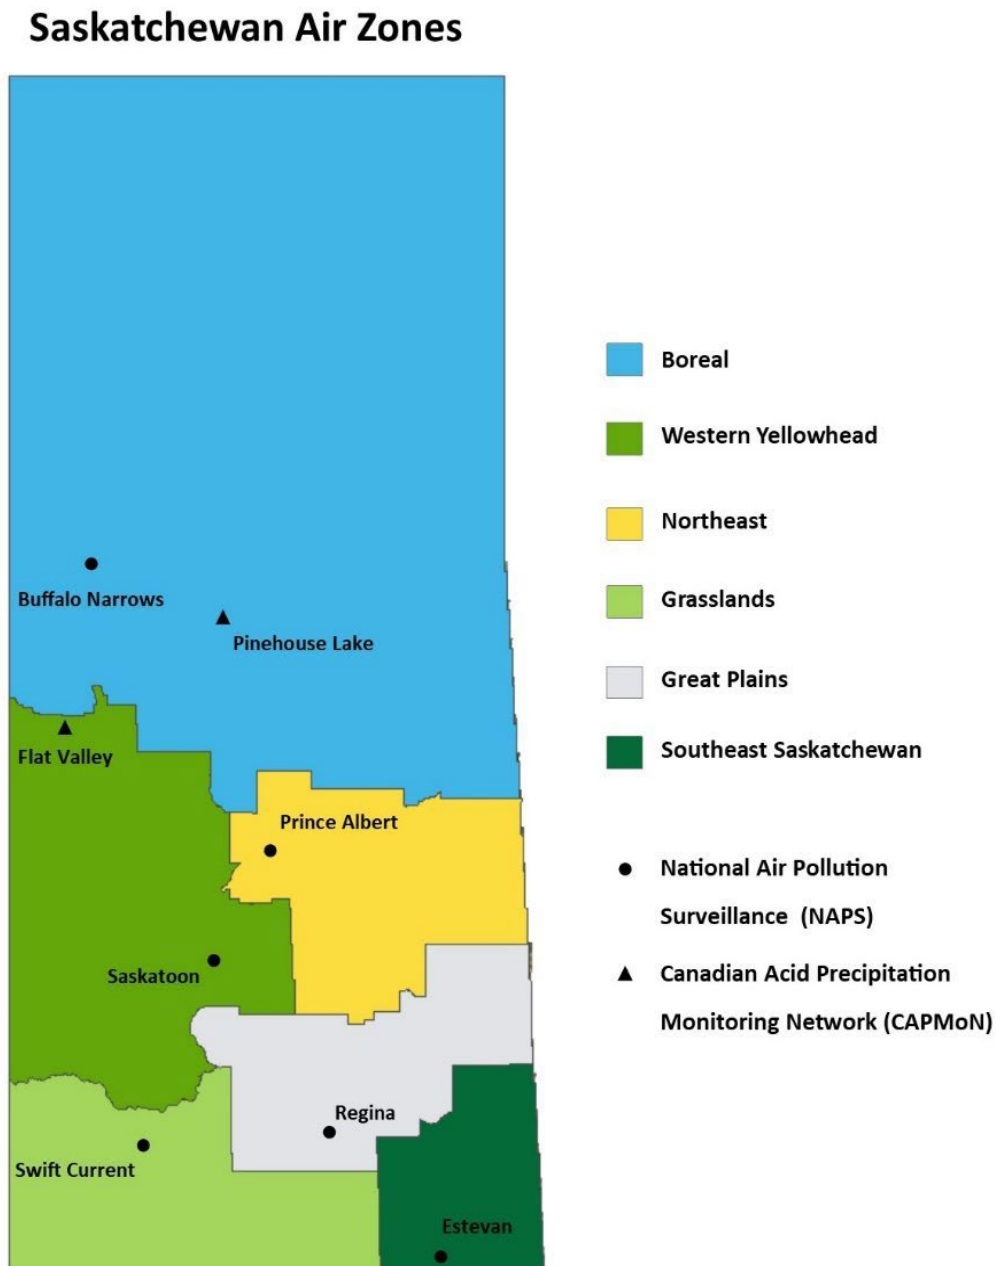 Saskatchewan Air Zones
Boreal
Western Yellowhead
Northeast
Grasslands
Great Plains
Southeast Saskatchewan
National Air Pollution
Surveillance (NAPS)
Canadian Acid Precipitation
Monitoring Network (CAPMoN)
Buffalo Narrows
Pinehouse Lake
Flat Valley
Prince Albert
Saskatoon
Regina
Swift Current
Estevan